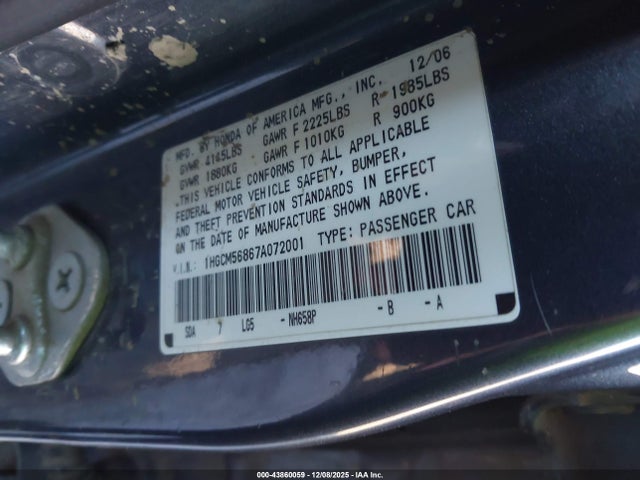 12/06
MFD. BY HONDA OF AMERICA MFG., INC.
GVWR 4145LBS GAWR F 2225LBS R 1985LBS
GVWR 1880KG GAWR F 1010KG R 900KG
THIS VEHICLE CONFORMS TO ALL APPLICABLE
FEDERAL MOTOR VEHICLE SAFETY, BUMPER,
AND THEFT PREVENTION STANDARDS IN EFFECT
ON THE DATE OF MANUFACTURE SHOWN ABOVE.
V.I.N.: 1HGCM56867A072001 TYPE: PASSENGER CAR
SDA LG5 -NH658P -B -A
000-43860059 | 12/08/2025 | IAA Inc.